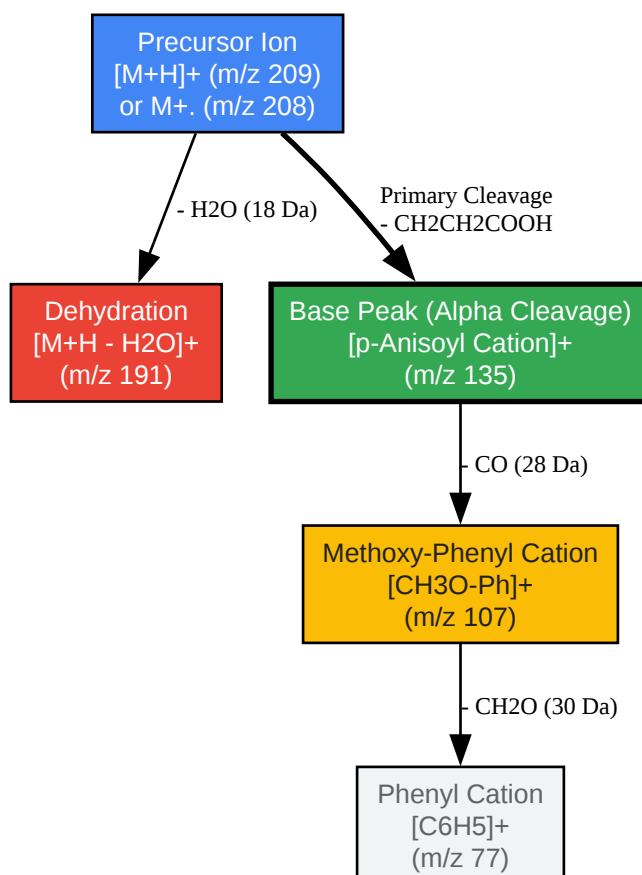 Precursor Ion
[M+H]+ (m/z 209)
or M+. (m/z 208)
- H2O (18 Da)
Primary Cleavage
- CH2CH2COOH
Dehydration
[M+H - H2O]+
(m/z 191)
Base Peak (Alpha Cleavage)
[p-Anisoyl Cation]+
(m/z 135)
- CO (28 Da)
Methoxy-Phenyl Cation
[CH3O-Ph]+
(m/z 107)
- CH2O (30 Da)
Phenyl Cation
[C6H5]+
(m/z 77)